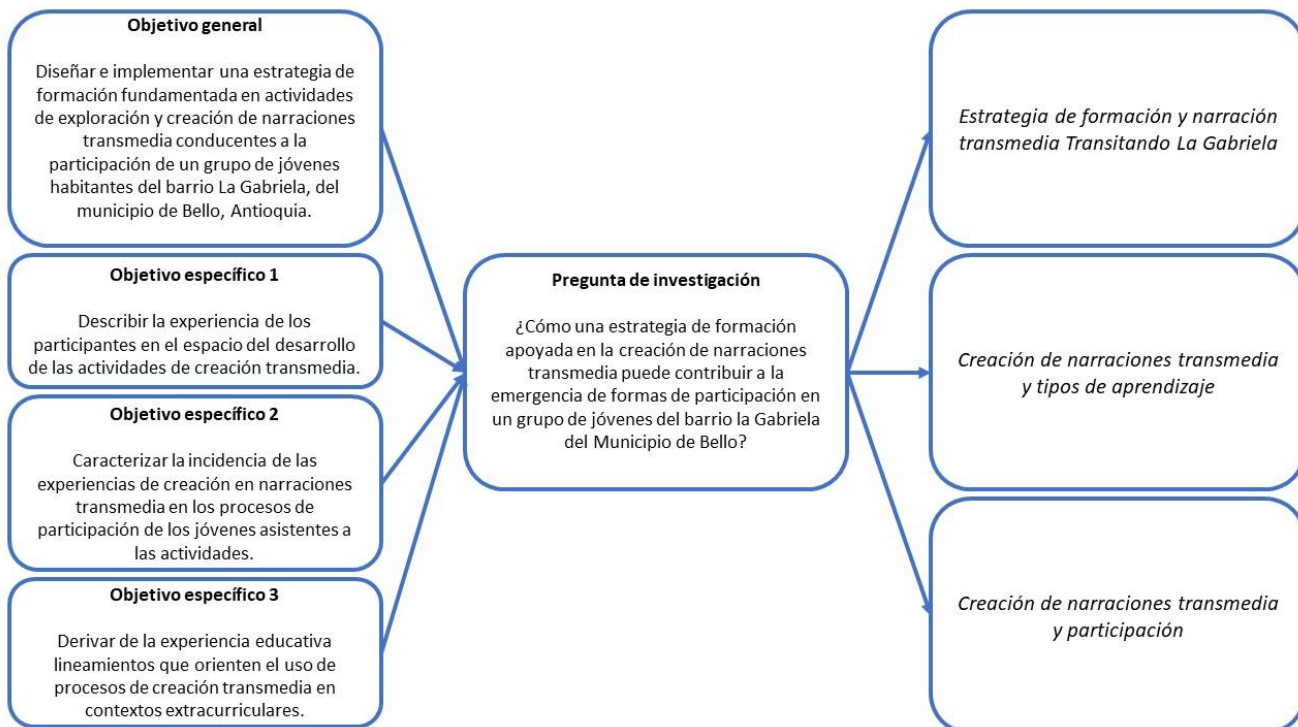 Objetivo general
Diseñar e implementar una estrategia de
formación fundamentada en actividades
de exploración y creación de narraciones
transmedia conducentes a la
participación de un grupo de jóvenes
habitantes del barrio La Gabriela, del
municipio de Bello, Antioquia.
Objetivo específico 1
Describir la experiencia de los
participantes en el espacio del desarrollo
de las actividades de creación transmedia.
Objetivo específico 2
Caracterizar la incidencia de las
experiencias de creación en narraciones
transmedia en los procesos de
participación de los jóvenes asistentes a
las actividades.
Objetivo específico 3
Derivar de la experiencia educativa
lineamientos que orienten el uso de
procesos de creación transmedia en
contextos extracurriculares.
Pregunta de investigación
¿Cómo una estrategia de formación
apoyada en la creación de narraciones
transmedia puede contribuir a la
emergencia de formas de participación en
un grupo de jóvenes del barrio la Gabriela
del Municipio de Bello?
Estrategia de formación y narración
transmedia Transitando La Gabriela
Creación de narraciones transmedia
y tipos de aprendizaje
Creación de narraciones transmedia
y participación